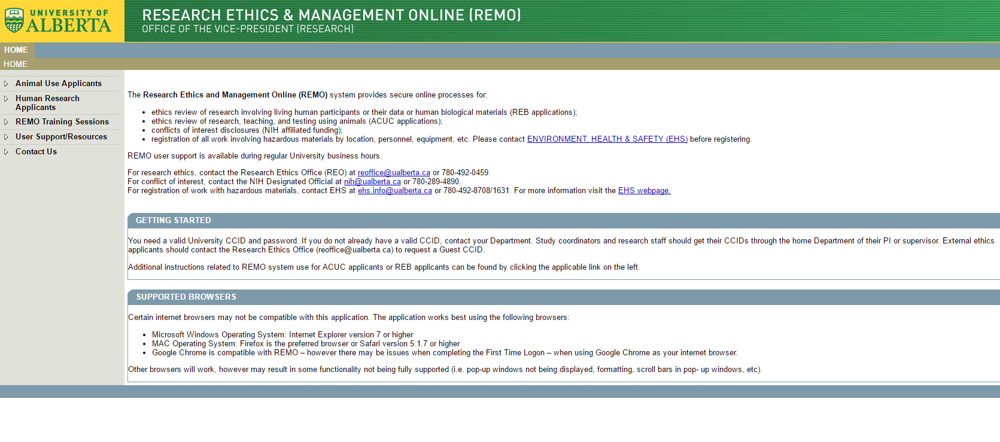 UNIVERSITY OF
ALBERTA
RESEARCH ETHICS & MANAGEMENT ONLINE (REMO)
OFFICE OF THE VICE-PRESIDENT (RESEARCH)
HOME
HOME
Animal Use Applicants
Human Research
Applicants
REMO Training Sessions
User Support/Resources
Contact Us
The Research Ethics and Management Online (REMO) system provides secure online processes for:
• ethics review of research involving living human participants or their data or human biological materials (REB applications);
• ethics review of research, teaching, and testing using animals (ACUC applications);
• conflicts of interest disclosures (NIH affiliated funding);
• registration of all work involving hazardous materials by location, personnel, equipment, etc. Please contact ENVIRONMENT, HEALTH & SAFETY (EHS) before registering.
REMO user support is available during regular University business hours.
For research ethics, contact the Research Ethics Office (REO) at reoffice@ualberta.ca or 780-492-0459.
For conflict of interest, contact the NIH Designated Official at nih@ualberta.ca or 780-289-4890.
For registration of work with hazardous materials, contact EHS at ehs.info@ualberta.ca or 780-492-8708/1631. For more information visit the EHS webpage.
GETTING STARTED
You need a valid University CCID and password. If you do not already have a valid CCID, contact your Department. Study coordinators and research staff should get their CCIDs through the home Department of their PI or supervisor. External ethics
applicants should contact the Research Ethics Office (reoffice@ualberta.ca) to request a Guest CCID.
Additional instructions related to REMO system use for ACUC applicants or REB applicants can be found by clicking the applicable link on the left.
SUPPORTED BROWSERS
Certain internet browsers may not be compatible with this application. The application works best using the following browsers:
• Microsoft Windows Operating System: Internet Explorer version 7 or higher
• MAC Operating System: Firefox is the preferred browser or Safari version 5.1.7 or higher
• Google Chrome is compatible with REMO – however there may be issues when completing the First Time Logon – when using Google Chrome as your internet browser.
Other browsers will work, however may result in some functionality not being fully supported (i.e. pop-up windows not being displayed, formatting, scroll bars in pop- up windows, etc).